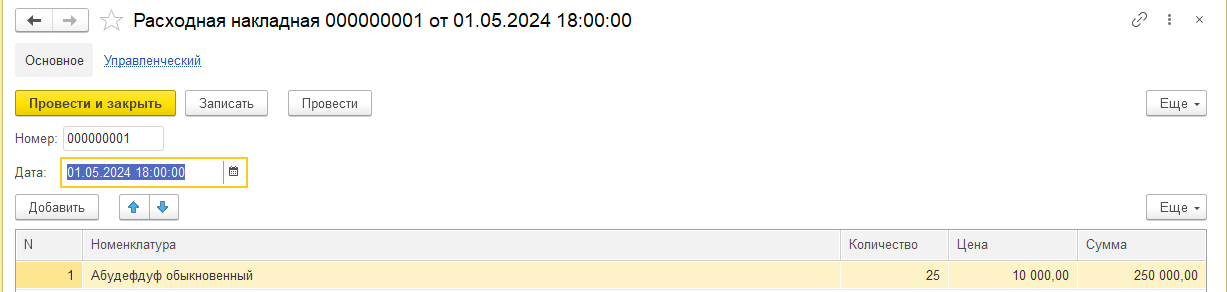 Расходная накладная 000000001 от 01.05.2024 18:00:00
Основное Управленческий
Провести и закрыть Записать Провести Еще
Номер: 000000001
Дата: 01.05.2024 18:00:00
Добавить Еще
N Номенклатура Количество Цена Сумма
1 Абудефдуф обыкновенный 25 10 000,00 250 000,00